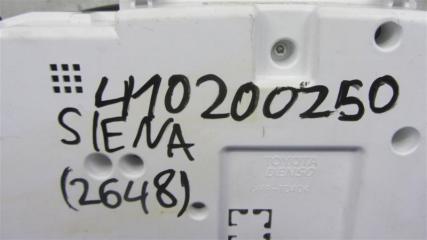 410200250
SIENA
(2648)
TOYOTA
DENSO